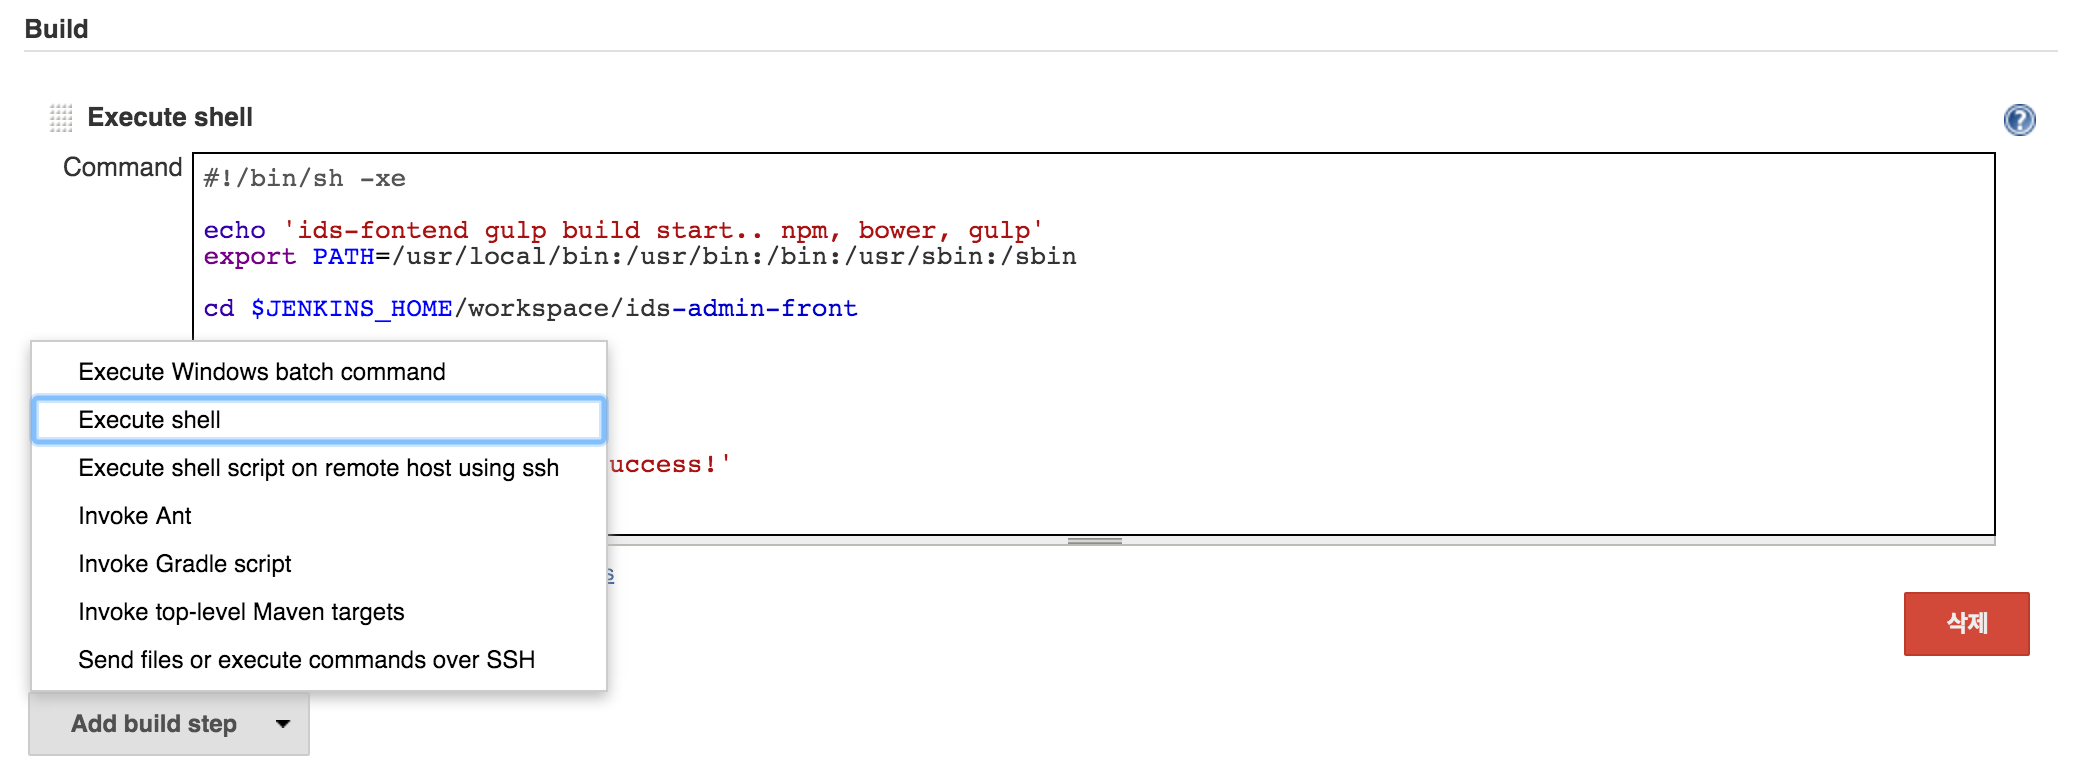 Build
Execute shell
Command
#!/bin/sh -xe
echo 'ids-fontend gulp build start.. npm, bower, gulp'
export PATH=/usr/local/bin:/usr/bin:/bin:/usr/sbin:/sbin
cd $JENKINS_HOME/workspace/ids-admin-front
Execute Windows batch command
Execute shell
uccess!'
Execute shell script on remote host using ssh
Invoke Ant
Invoke Gradle script
s
Invoke top-level Maven targets
삭제
Send files or execute commands over SSH
Add build step